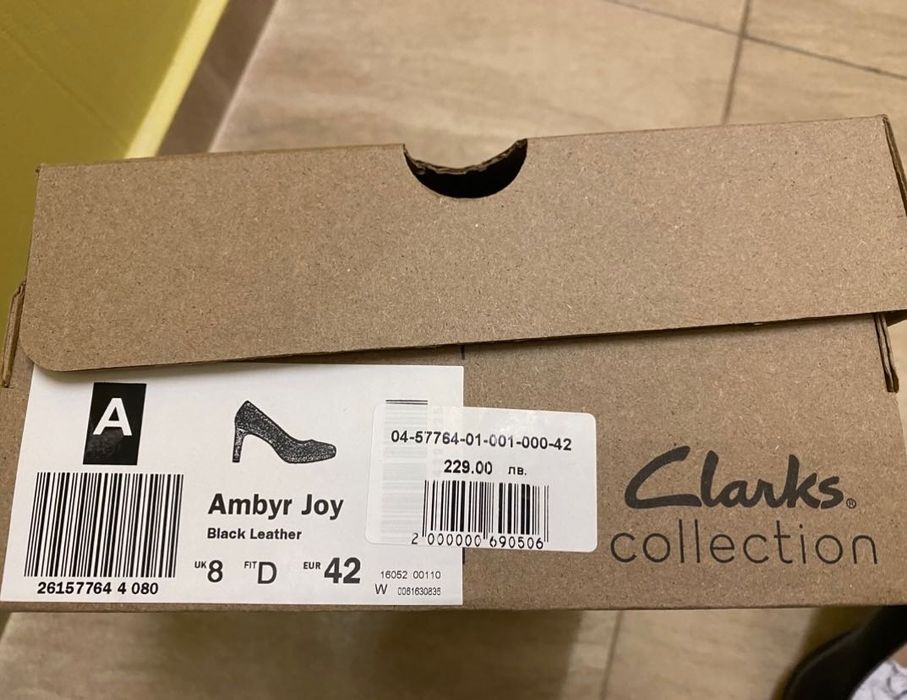 A
26157764 4 080
Ambyr Joy
Black Leather
UK 8 FIT D EUR 42
16052 00110
W 0061630835
04-57764-01-001-000-42
229.00 лв.
2 000000 690506
Clarks®
collection